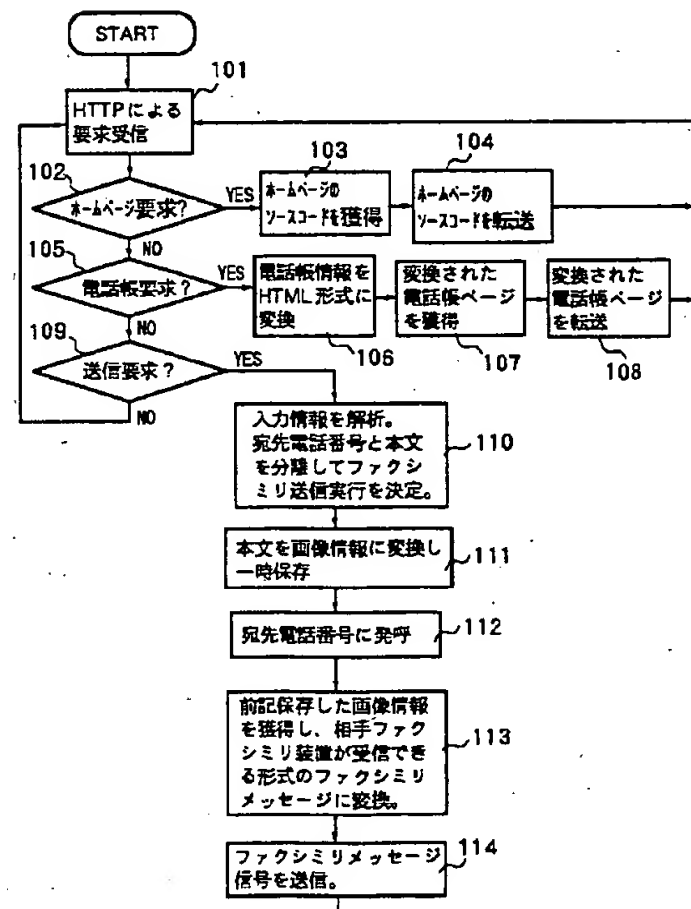 START
101
HTTPによる
要求受信
102
ホームページ要求?
YES
103
ホームページの
ソースコードを獲得
104
ホームページの
ソースコードを転送
NO
105
電話帳要求?
YES
電話帳情報を
HTML形式に
変換
106
変換された
電話帳ページ
を獲得
107
変換された
電話帳ページ
を転送
108
NO
109
送信要求?
YES
NO
入力情報を解析。
宛先電話番号と本文
を分離してファクシ
ミリ送信実行を決定。
110
本文を画像情報に変換し
一時保存
111
宛先電話番号に発呼
112
前記保存した画像情報
を獲得し、相手ファク
シミリ装置が受信でき
る形式のファクシミリ
メッセージに変換。
113
ファクシミリメッセージ
信号を送信。
114